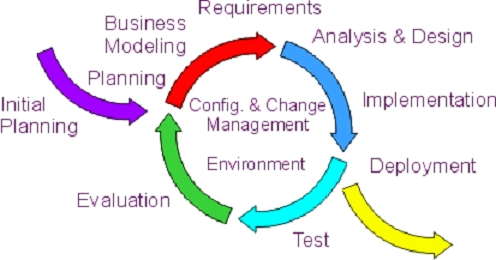 Requirements
Business
Modeling
Analysis & Design
Planning
Initial
Planning
Config. & Change
Management
Implementation
Environment
Deployment
Evaluation
Test